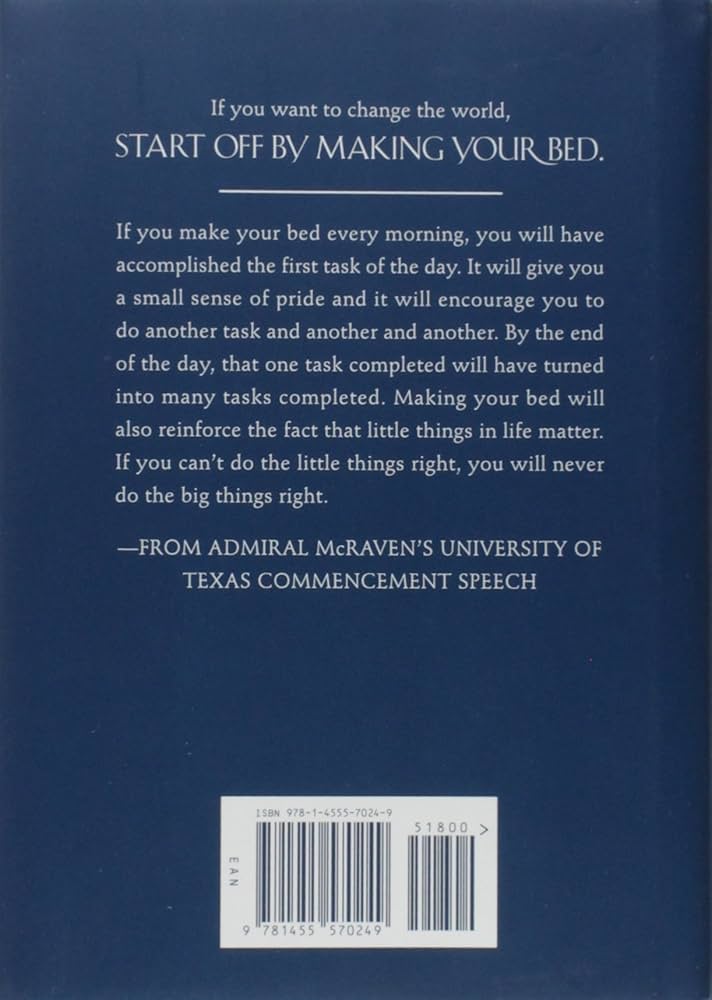 If you want to change the world,
START OFF BY MAKING YOUR BED.
If you make your bed every morning, you will have
accomplished the first task of the day. It will give you
a small sense of pride and it will encourage you to
do another task and another and another. By the end
of the day, that one task completed will have turned
into many tasks completed. Making your bed will
also reinforce the fact that little things in life matter.
If you can’t do the little things right, you will never
do the big things right.
—FROM ADMIRAL McRAVEN’S UNIVERSITY OF
TEXAS COMMENCEMENT SPEECH
ISBN 978-1-4555-7024-9
51800 >
EAN
9 781455 570249